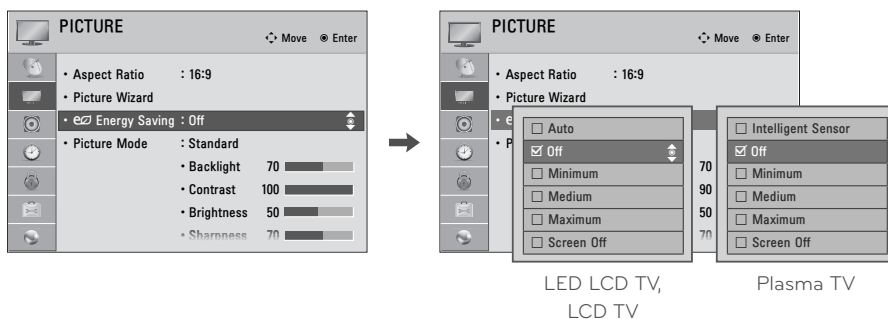 PICTURE
Move Enter
• Aspect Ratio : 16:9
• Picture Wizard
• e Energy Saving : Off
• Picture Mode : Standard
• Backlight 70
• Contrast 100
• Brightness 50
• Sharpness 70
PICTURE
Move Enter
• Aspect Ratio : 16:9
• Picture Wizard
• e
• P
70
90
50
70
Auto
Off
Minimum
Medium
Maximum
Screen Off
Intelligent Sensor
Off
Minimum
Medium
Maximum
Screen Off
LED LCD TV,
LCD TV
Plasma TV